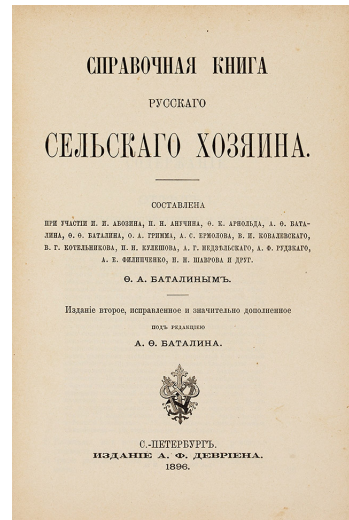 СПРАВОЧНАЯ КНИГА
РУССКАГО
СЕЛЬСКАГО ХОЗЯИНА.
СОСТАВЛЕНА
ПРИ УЧАСТІИ И. Н. АБОЗИНА, П. Н. АНУЧИНА, Ѳ. К. АРНОЛЬДА, А. Ѳ. БАТА-
ЛИНА, Ѳ. Ѳ. БАТАЛИНА, О. А. ГРИММА, А. С. ЕРМОЛОВА, В. И. КОВАЛЕВСКАГО,
В. Г. КОТЕЛЬНИКОВА, П. Н. КУЛЕШОВА, А. Г. НЕДЗѢЛЬСКАГО, А. Ф. РУДЗКАГО,
А. Е. ФИЛИПЧЕНКО, Н. Н. ШАВРОВА И ДРУГ.
Ѳ. А. БАТАЛИНЫМЪ.
Изданіе второе, исправленное и значительно дополненное
ПОДЪ РЕДАКЦІЕЮ
А. Ѳ. БАТАЛИНА.
С.-ПЕТЕРБУРГЪ.
ИЗДАНІЕ А. Ф. ДЕВРІЕНА.
1896.